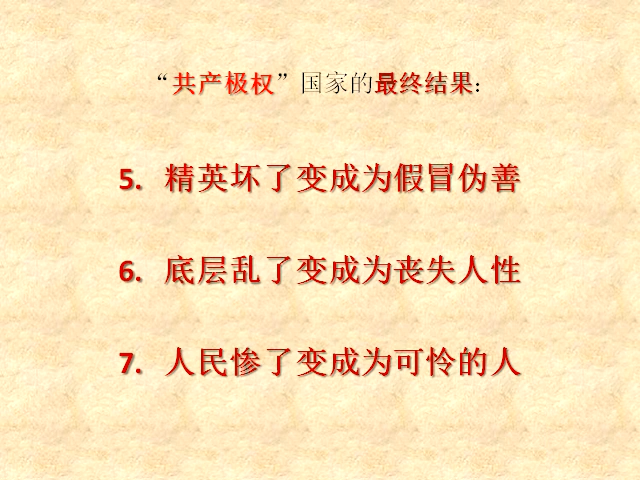 “共产极权”国家的最终结果：
5. 精英坏了变成为假冒伪善
6. 底层乱了变成为丧失人性
7. 人民惨了变成为可怜的人